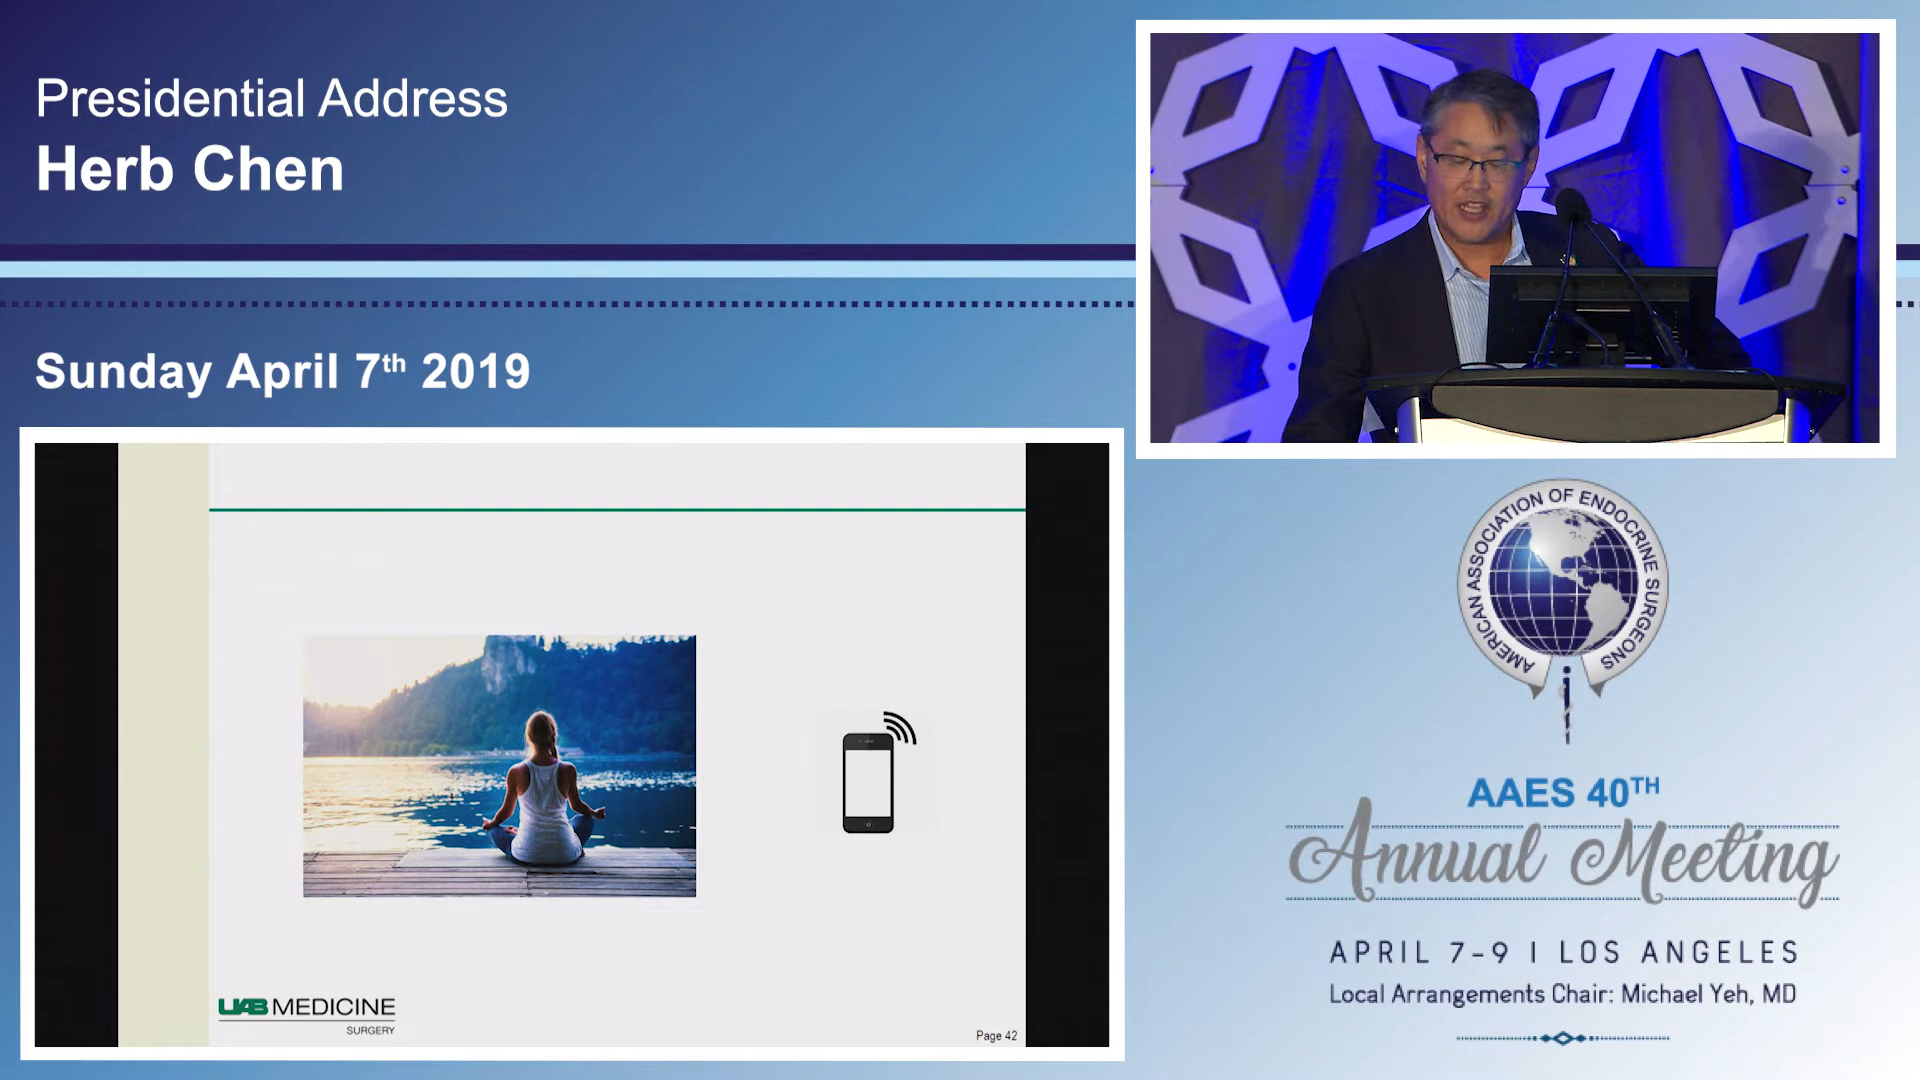 Presidential Address
Herb Chen
Sunday April 7th 2019
UAB MEDICINE
SURGERY
Page 42
AMERICAN ASSOCIATION OF ENDOCRINE SURGEONS
AAES 40TH
Annual Meeting
APRIL 7-9 | LOS ANGELES
Local Arrangements Chair: Michael Yeh, MD